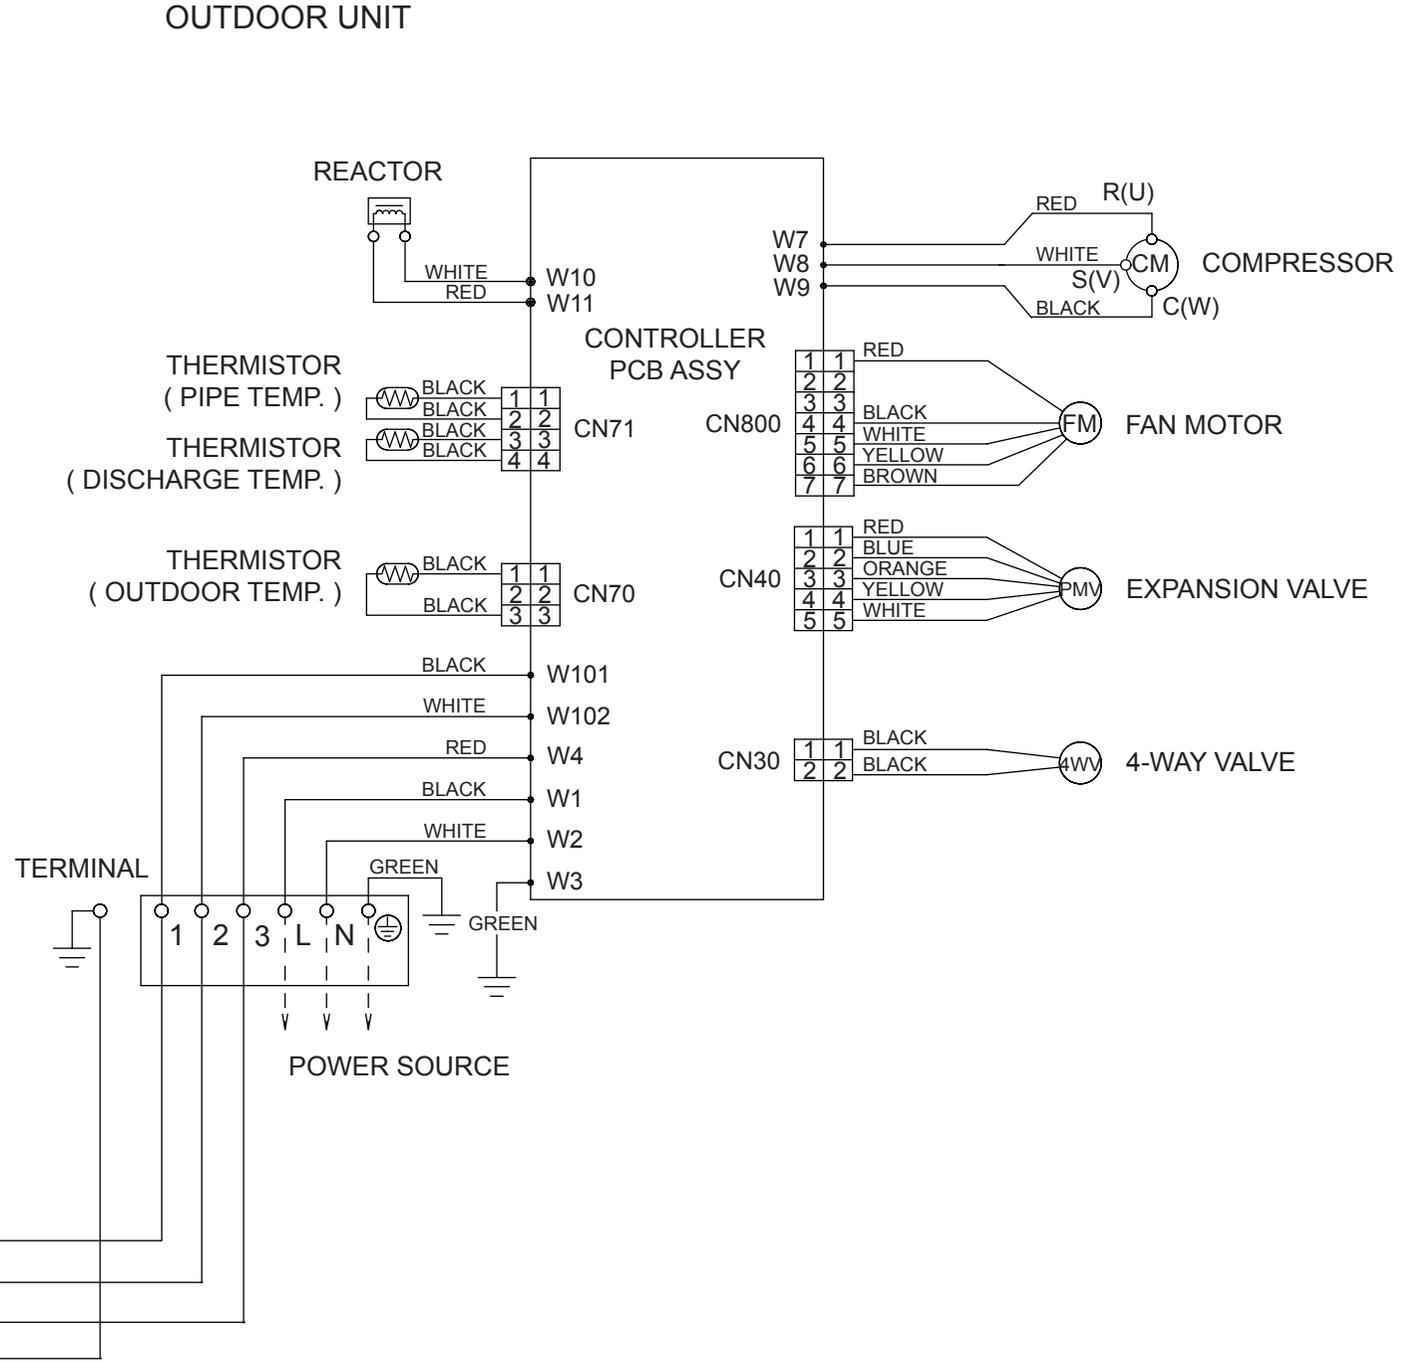 OUTDOOR UNIT
REACTOR
WHITE
RED
W10
W11
W7
W8
W9
RED
WHITE
BLACK
R(U)
S(V)
C(W)
CM
COMPRESSOR
CONTROLLER
PCB ASSY
THERMISTOR
( PIPE TEMP. )
THERMISTOR
( DISCHARGE TEMP. )
BLACK
BLACK
BLACK
BLACK
1 1
2 2
3 3
4 4
CN71
CN800
1 1
2 2
3 3
4 4
5 5
6 6
7 7
RED
BLACK
WHITE
YELLOW
BROWN
FM
FAN MOTOR
THERMISTOR
( OUTDOOR TEMP. )
BLACK
BLACK
1 1
2 2
3 3
CN70
CN40
1 1
2 2
3 3
4 4
5 5
RED
BLUE
ORANGE
YELLOW
WHITE
PMV
EXPANSION VALVE
BLACK
W101
WHITE
W102
RED
W4
BLACK
W1
WHITE
W2
GREEN
W3
GREEN
CN30
1 1
2 2
BLACK
BLACK
4WV
4-WAY VALVE
TERMINAL
1 2 3 L N
POWER SOURCE